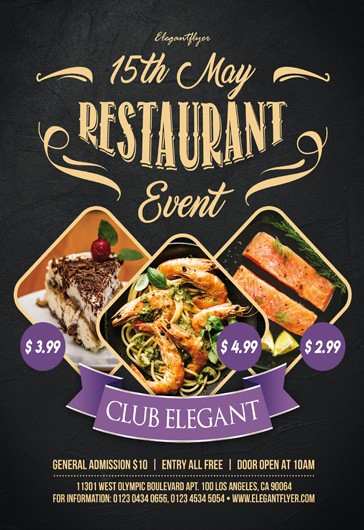 Elegantflyer
15th May
RESTAURANT
Event
$ 3.99
$ 4.99
$ 2.99
CLUB ELEGANT
GENERAL ADMISSION $10 | ENTRY ALL FREE | DOOR OPEN AT 10AM
11301 WEST OLYMPIC BOULEVARD APT. 100 LOS ANGELES, CA 90064
FOR INFORMATION: 0123 0434 0656, 0123 4534 5054 • WWW.ELEGANTFLYER.COM